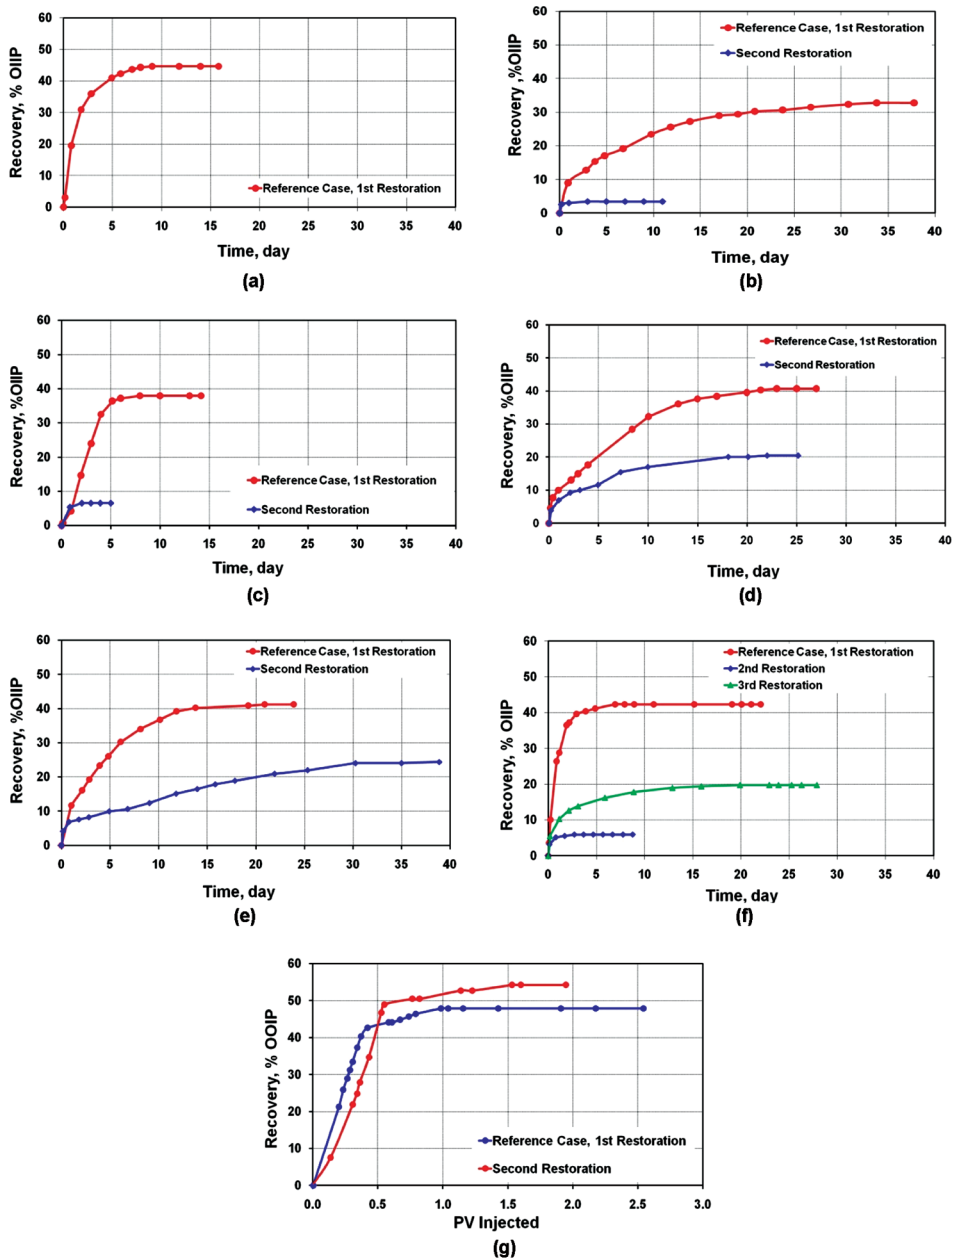 60
50
40
30
20
10
0
Recovery, % OIIP
Reference Case, 1st Restoration
0 5 10 15 20 25 30 35 40
Time, day
(a)
60
50
40
30
20
10
0
Recovery ,%OIIP
Reference Case, 1st Restoration
Second Restoration
0 5 10 15 20 25 30 35 40
Time, day
(b)
60
50
40
30
20
10
0
Recovery, %OIIP
Reference Case, 1st Restoration
Second Restoration
0 5 10 15 20 25 30 35 40
Time, day
(c)
60
50
40
30
20
10
0
Recovery, %OIIP
Reference Case, 1st Restoration
Second Restoration
0 5 10 15 20 25 30 35 40
Time, day
(d)
60
50
40
30
20
10
0
Recovery, %OIIP
Reference Case, 1st Restoration
Second Restoration
0 5 10 15 20 25 30 35 40
Time, day
(e)
60
50
40
30
20
10
0
Recovery, % OIIP
Reference Case, 1st Restoration
2nd Restoration
3rd Restoration
0 5 10 15 20 25 30 35 40
Time, day
(f)
60
50
40
30
20
10
0
Recovery, % OOIP
Reference Case, 1st Restoration
Second Restoration
0.0 0.5 1.0 1.5 2.0 2.5 3.0
PV Injected
(g)